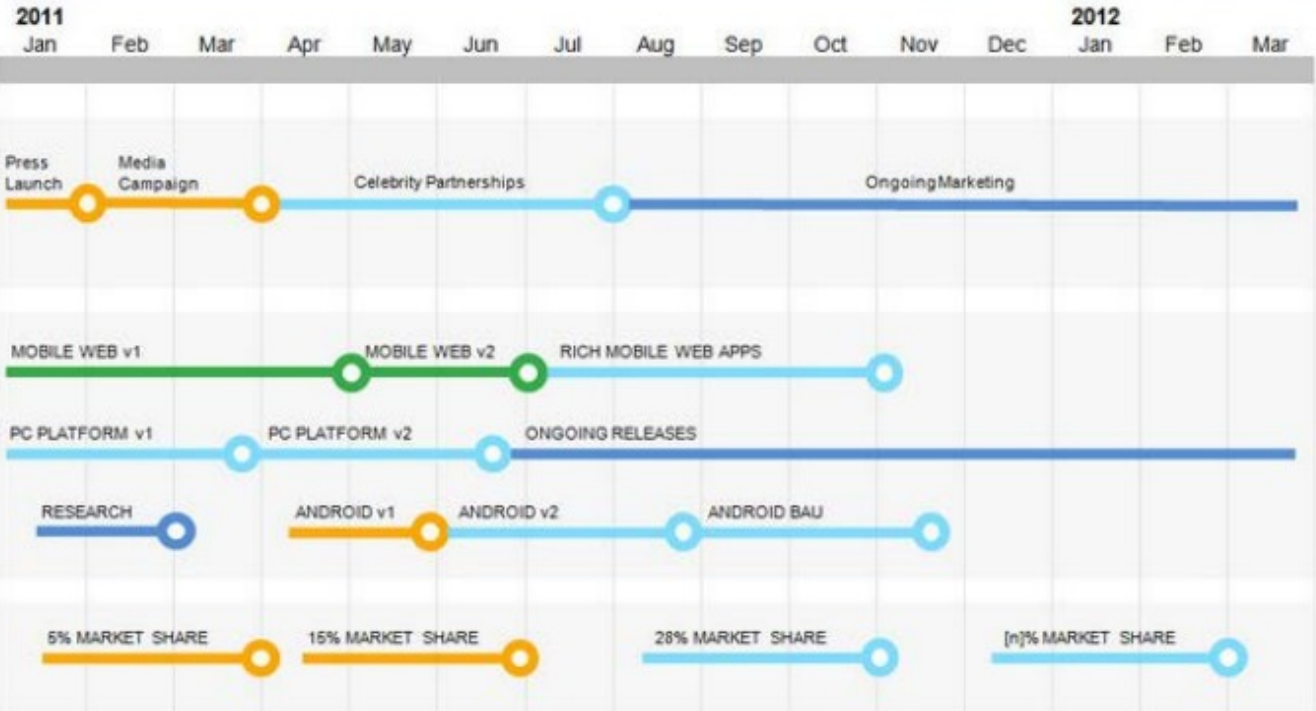 2011
2012
Jan Feb Mar Apr May Jun Jul Aug Sep Oct Nov Dec Jan Feb Mar
Press
Launch
Media
Campaign
Celebrity Partnerships
Ongoing Marketing
MOBILE WEB v1
MOBILE WEB v2
RICH MOBILE WEB APPS
PC PLATFORM v1
PC PLATFORM v2
ONGOING RELEASES
RESEARCH
ANDROID v1
ANDROID v2
ANDROID BAU
5% MARKET SHARE
15% MARKET SHARE
28% MARKET SHARE
[n]% MARKET SHARE